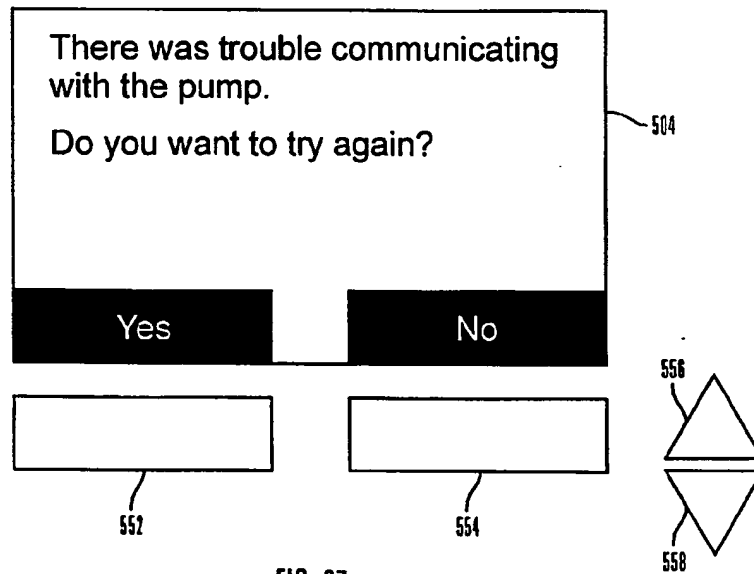 There was trouble communicating
with the pump.
Do you want to try again?
504
Yes
No
556
552
554
558